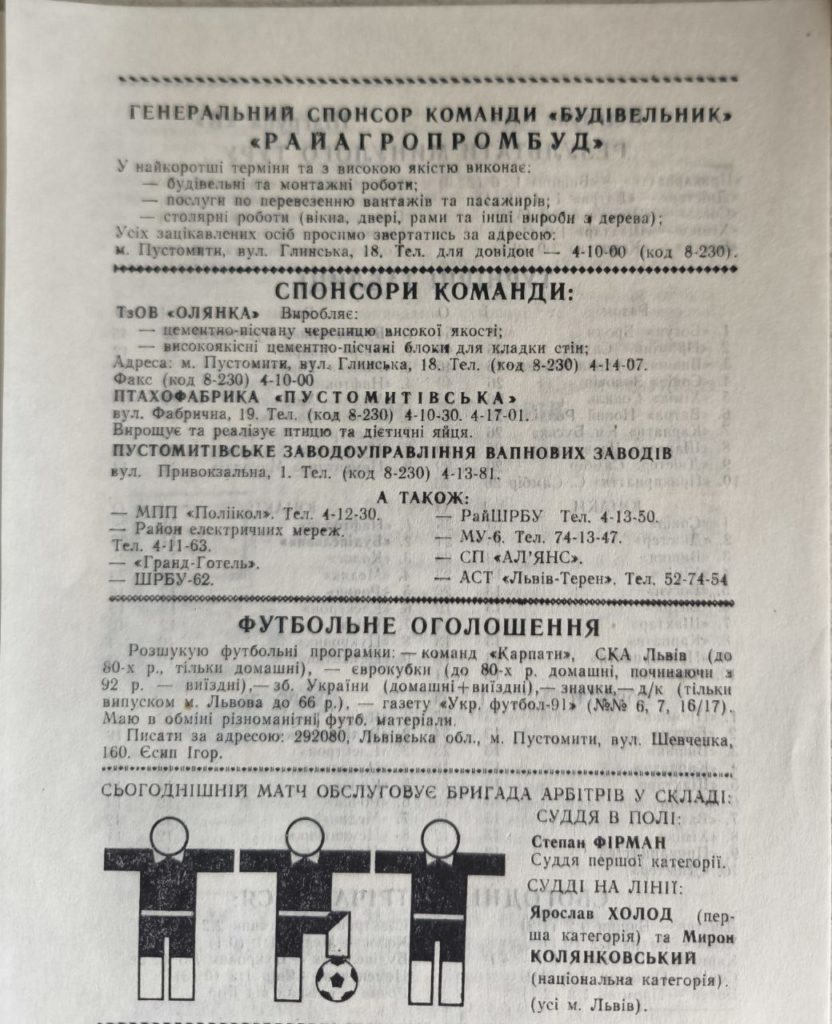 ГЕНЕРАЛЬНИЙ СПОНСОР КОМАНДИ «БУДІВЕЛЬНИК»
«РАЙАГРОПРОМБУД»
У найкоротші терміни та з високою якістю виконає:
— будівельні та монтажні роботи;
— послуги по перевезенню вантажів та пасажирів;
— столярні роботи (вікна, двері, рами та інші вироби з дерева);
Усіх зацікавлених осіб просимо звертатись за адресою:
м. Пустомити, вул. Глинська, 18. Тел. для довідок — 4-10-00 (код 8-230).
СПОНСОРИ КОМАНДИ:
ТзОВ «ОЛЯНКА» Виробляє:
— цементно-пісчану черепицю високої якості;
— високоякісні цементно-пісчані блоки для кладки стін;
Адреса: м. Пустомити, вул. Глинська, 18. Тел. (код 8-230) 4-14-07.
Факс (код 8-230) 4-10-00
ПТАХОФАБРИКА «ПУСТОМИТІВСЬКА»
вул. Фабрична, 19. Тел. (код 8-230) 4-10-30. 4-17-01.
Вирощує та реалізує птицю та дієтичні яйця.
ПУСТОМИТІВСЬКЕ ЗАВОДОУПРАВЛІННЯ ВАПНОВИХ ЗАВОДІВ
вул. Привокзальна, 1. Тел. (код 8-230) 4-13-81.
А ТАКОЖ:
— МПП «Поліікол». Тел. 4-12-30.
— Район електричних мереж.
Тел. 4-11-63.
— «Гранд-Готель».
— ШРБУ-62.
— РайШРБУ Тел. 4-13-50.
— МУ-6. Тел. 74-13-47.
— СП «АЛ'ЯНС».
— АСТ «Львів-Терен». Тел. 52-74-54
ФУТБОЛЬНЕ ОГОЛОШЕННЯ
Розшукую футбольні програмки: — команд «Карпати», СКА Львів (до
80-х р., тільки домашні), — єврокубки (до 80-х р. домашні, починаючи з
92 р. — виїздні),— зб. України (домашні+виїздні),— значки,— д/к (тільки
випуском м. Львова до 66 р.), — газету «Укр. футбол-91» (№№ 6, 7, 16/17).
Маю в обміні різноманітні футб. матеріали.
Писати за адресою: 292080, Львівська обл., м. Пустомити, вул. Шевченка,
160. Єсип Ігор.
СЬОГОДНІШНІЙ МАТЧ ОБСЛУГОВУЄ БРИГАДА АРБІТРІВ У СКЛАДІ:
СУДДЯ В ПОЛІ:
Степан ФІРМАН
Суддя першої категорії.
СУДДІ НА ЛІНІЇ:
Ярослав ХОЛОД (пер-
ша категорія) та Мирон
КОЛЯНКОВСЬКИЙ
(національна категорія).
(усі м. Львів).